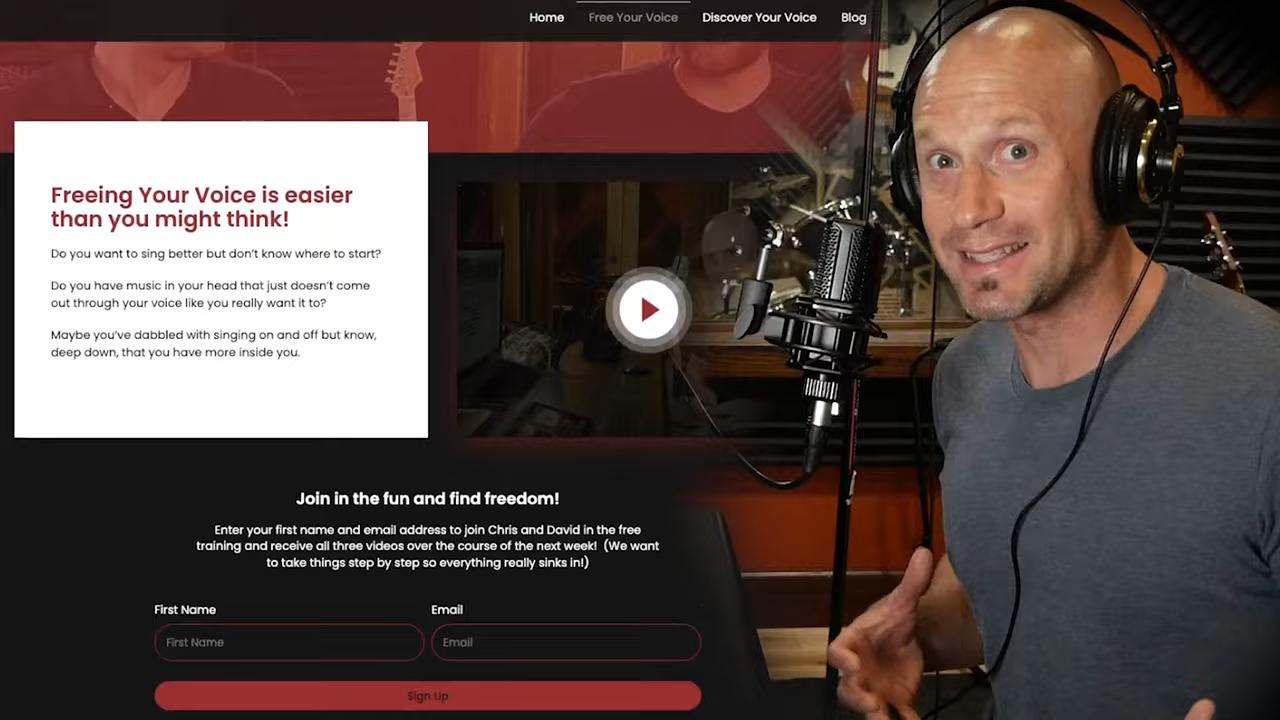 Home Free Your Voice Discover Your Voice Blog
Freeing Your Voice is easier
than you might think!
Do you want to sing better but don’t know where to start?
Do you have music in your head that just doesn’t come
out through your voice like you really want it to?
Maybe you’ve dabbled with singing on and off but know,
deep down, that you have more inside you.
Join in the fun and find freedom!
Enter your first name and email address to join Chris and David in the free
training and receive all three videos over the course of the next week! (We want
to take things step by step so everything really sinks in!)
First Name Email
First Name Email
Sign Up